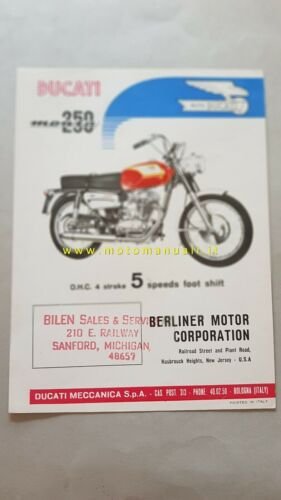 DUCATI
250
DUCATI
www.motomanuali.it
O.H.C. 4 stroke 5 speeds foot shift
BILEN SALES & SERVICE
210 E. RAILWAY
SANFORD, MICHIGAN
48657
BERLINER MOTOR
CORPORATION
Railroad Street and Plant Road,
Hasbrouck Heights, New Jersey - U.S.A
DUCATI MECCANICA S.p.A. - CAS. POST. 313 - PHONE 40.07.50 - BOLOGNA (ITALY)
PRINTED IN ITALY